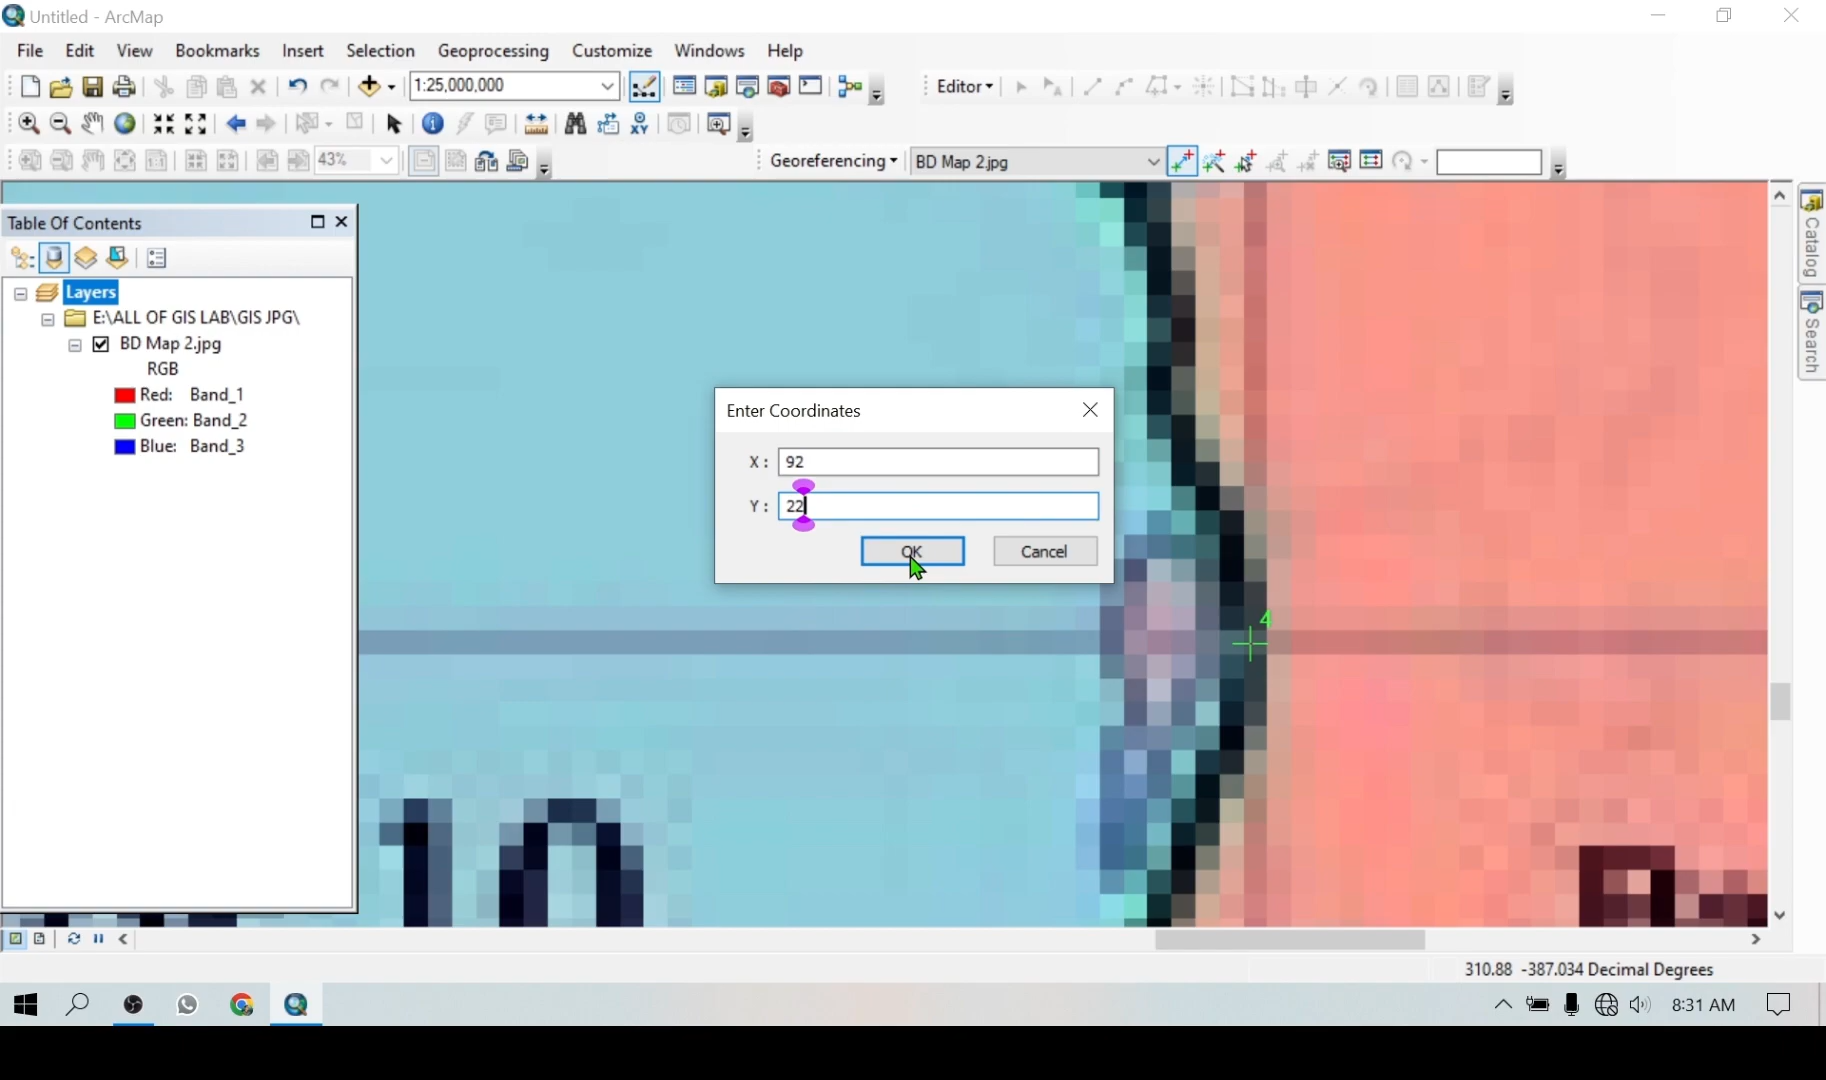 Untitled - ArcMap
File Edit View Bookmarks Insert Selection Geoprocessing Customize Windows Help
1:25,000,000
Editor
43%
Georeferencing
BD Map 2.jpg
Table Of Contents
Layers
E:\ALL OF GIS LAB\GIS JPG\
BD Map 2.jpg
RGB
Red: Band_1
Green: Band_2
Blue: Band_3
Enter Coordinates
X : 92
Y : 22
OK Cancel
4
10
Catalog
Search
310.88 -387.034 Decimal Degrees
8:31 AM